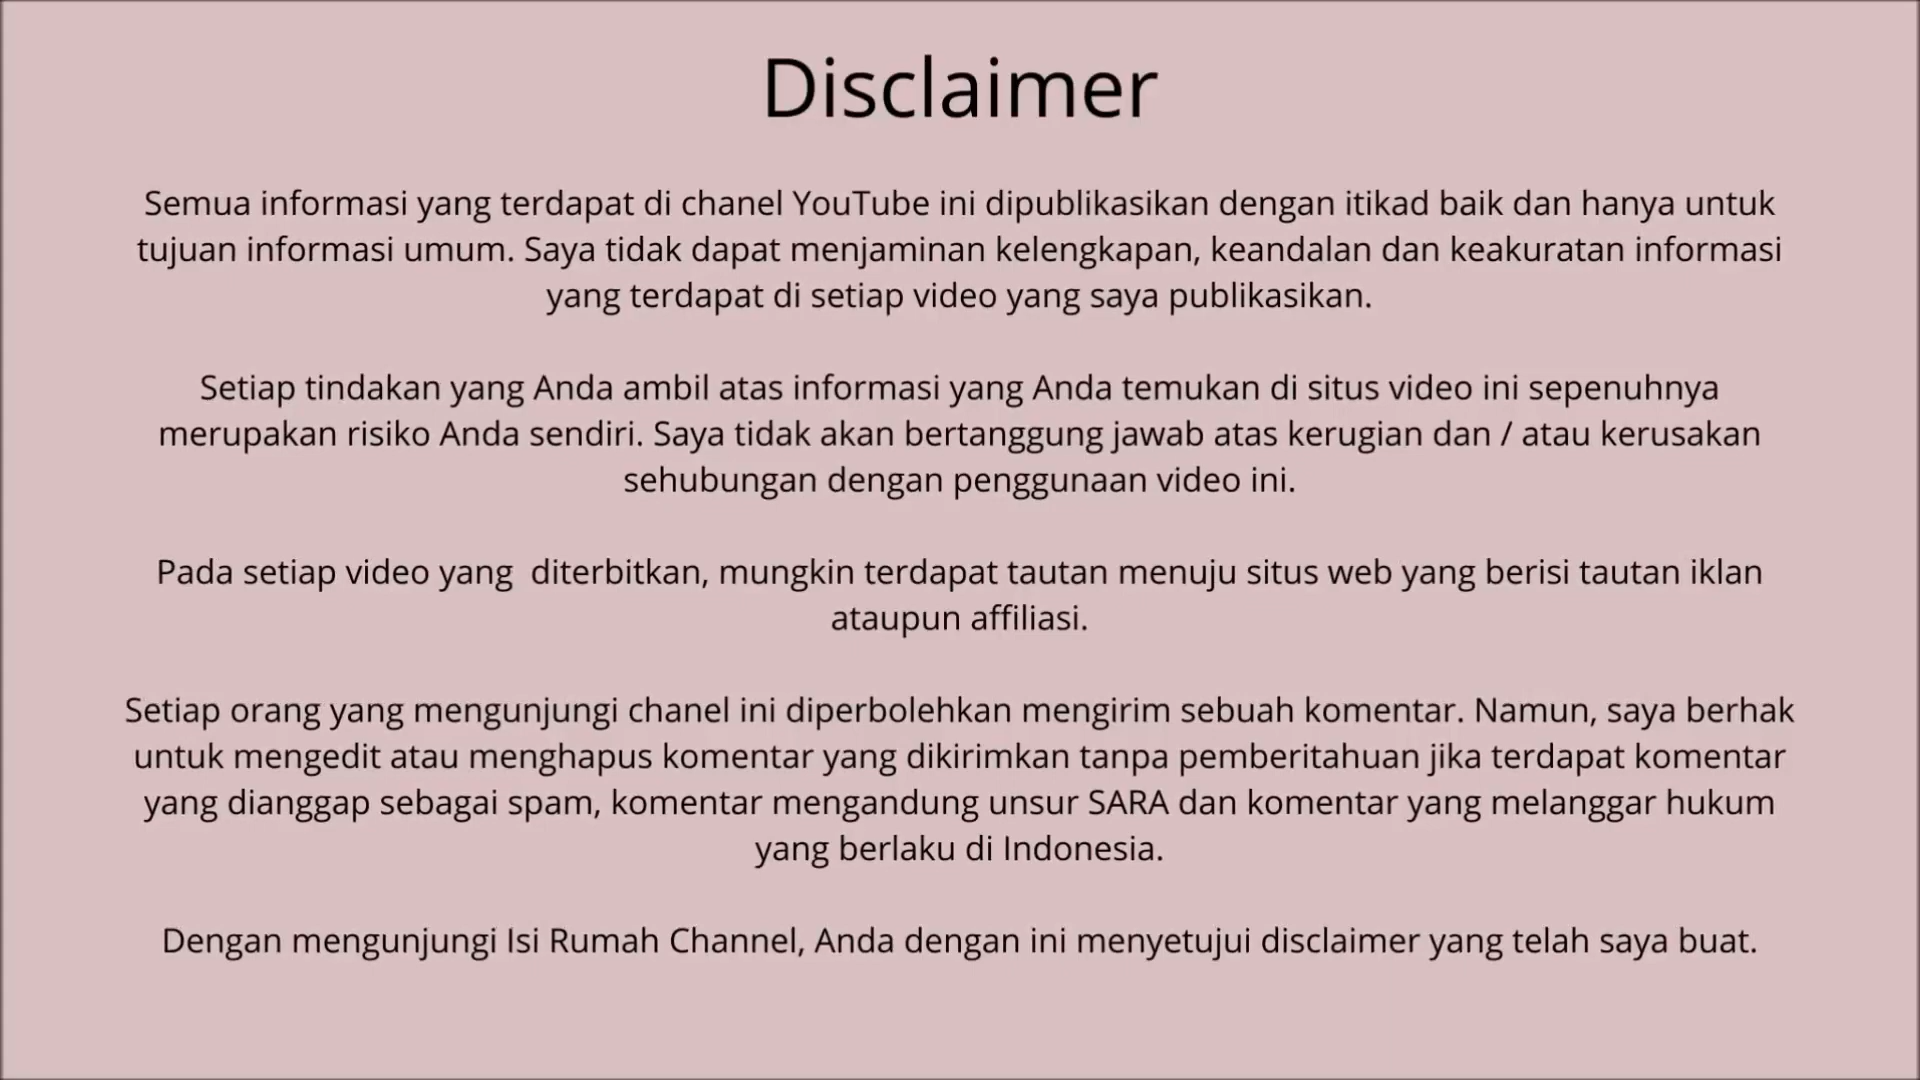 Disclaimer
Semua informasi yang terdapat di chanel YouTube ini dipublikasikan dengan itikad baik dan hanya untuk
tujuan informasi umum. Saya tidak dapat menjaminan kelengkapan, keandalan dan keakuratan informasi
yang terdapat di setiap video yang saya publikasikan.
Setiap tindakan yang Anda ambil atas informasi yang Anda temukan di situs video ini sepenuhnya
merupakan risiko Anda sendiri. Saya tidak akan bertanggung jawab atas kerugian dan / atau kerusakan
sehubungan dengan penggunaan video ini.
Pada setiap video yang  diterbitkan, mungkin terdapat tautan menuju situs web yang berisi tautan iklan
ataupun affiliasi.
Setiap orang yang mengunjungi chanel ini diperbolehkan mengirim sebuah komentar. Namun, saya berhak
untuk mengedit atau menghapus komentar yang dikirimkan tanpa pemberitahuan jika terdapat komentar
yang dianggap sebagai spam, komentar mengandung unsur SARA dan komentar yang melanggar hukum
yang berlaku di Indonesia.
Dengan mengunjungi Isi Rumah Channel, Anda dengan ini menyetujui disclaimer yang telah saya buat.